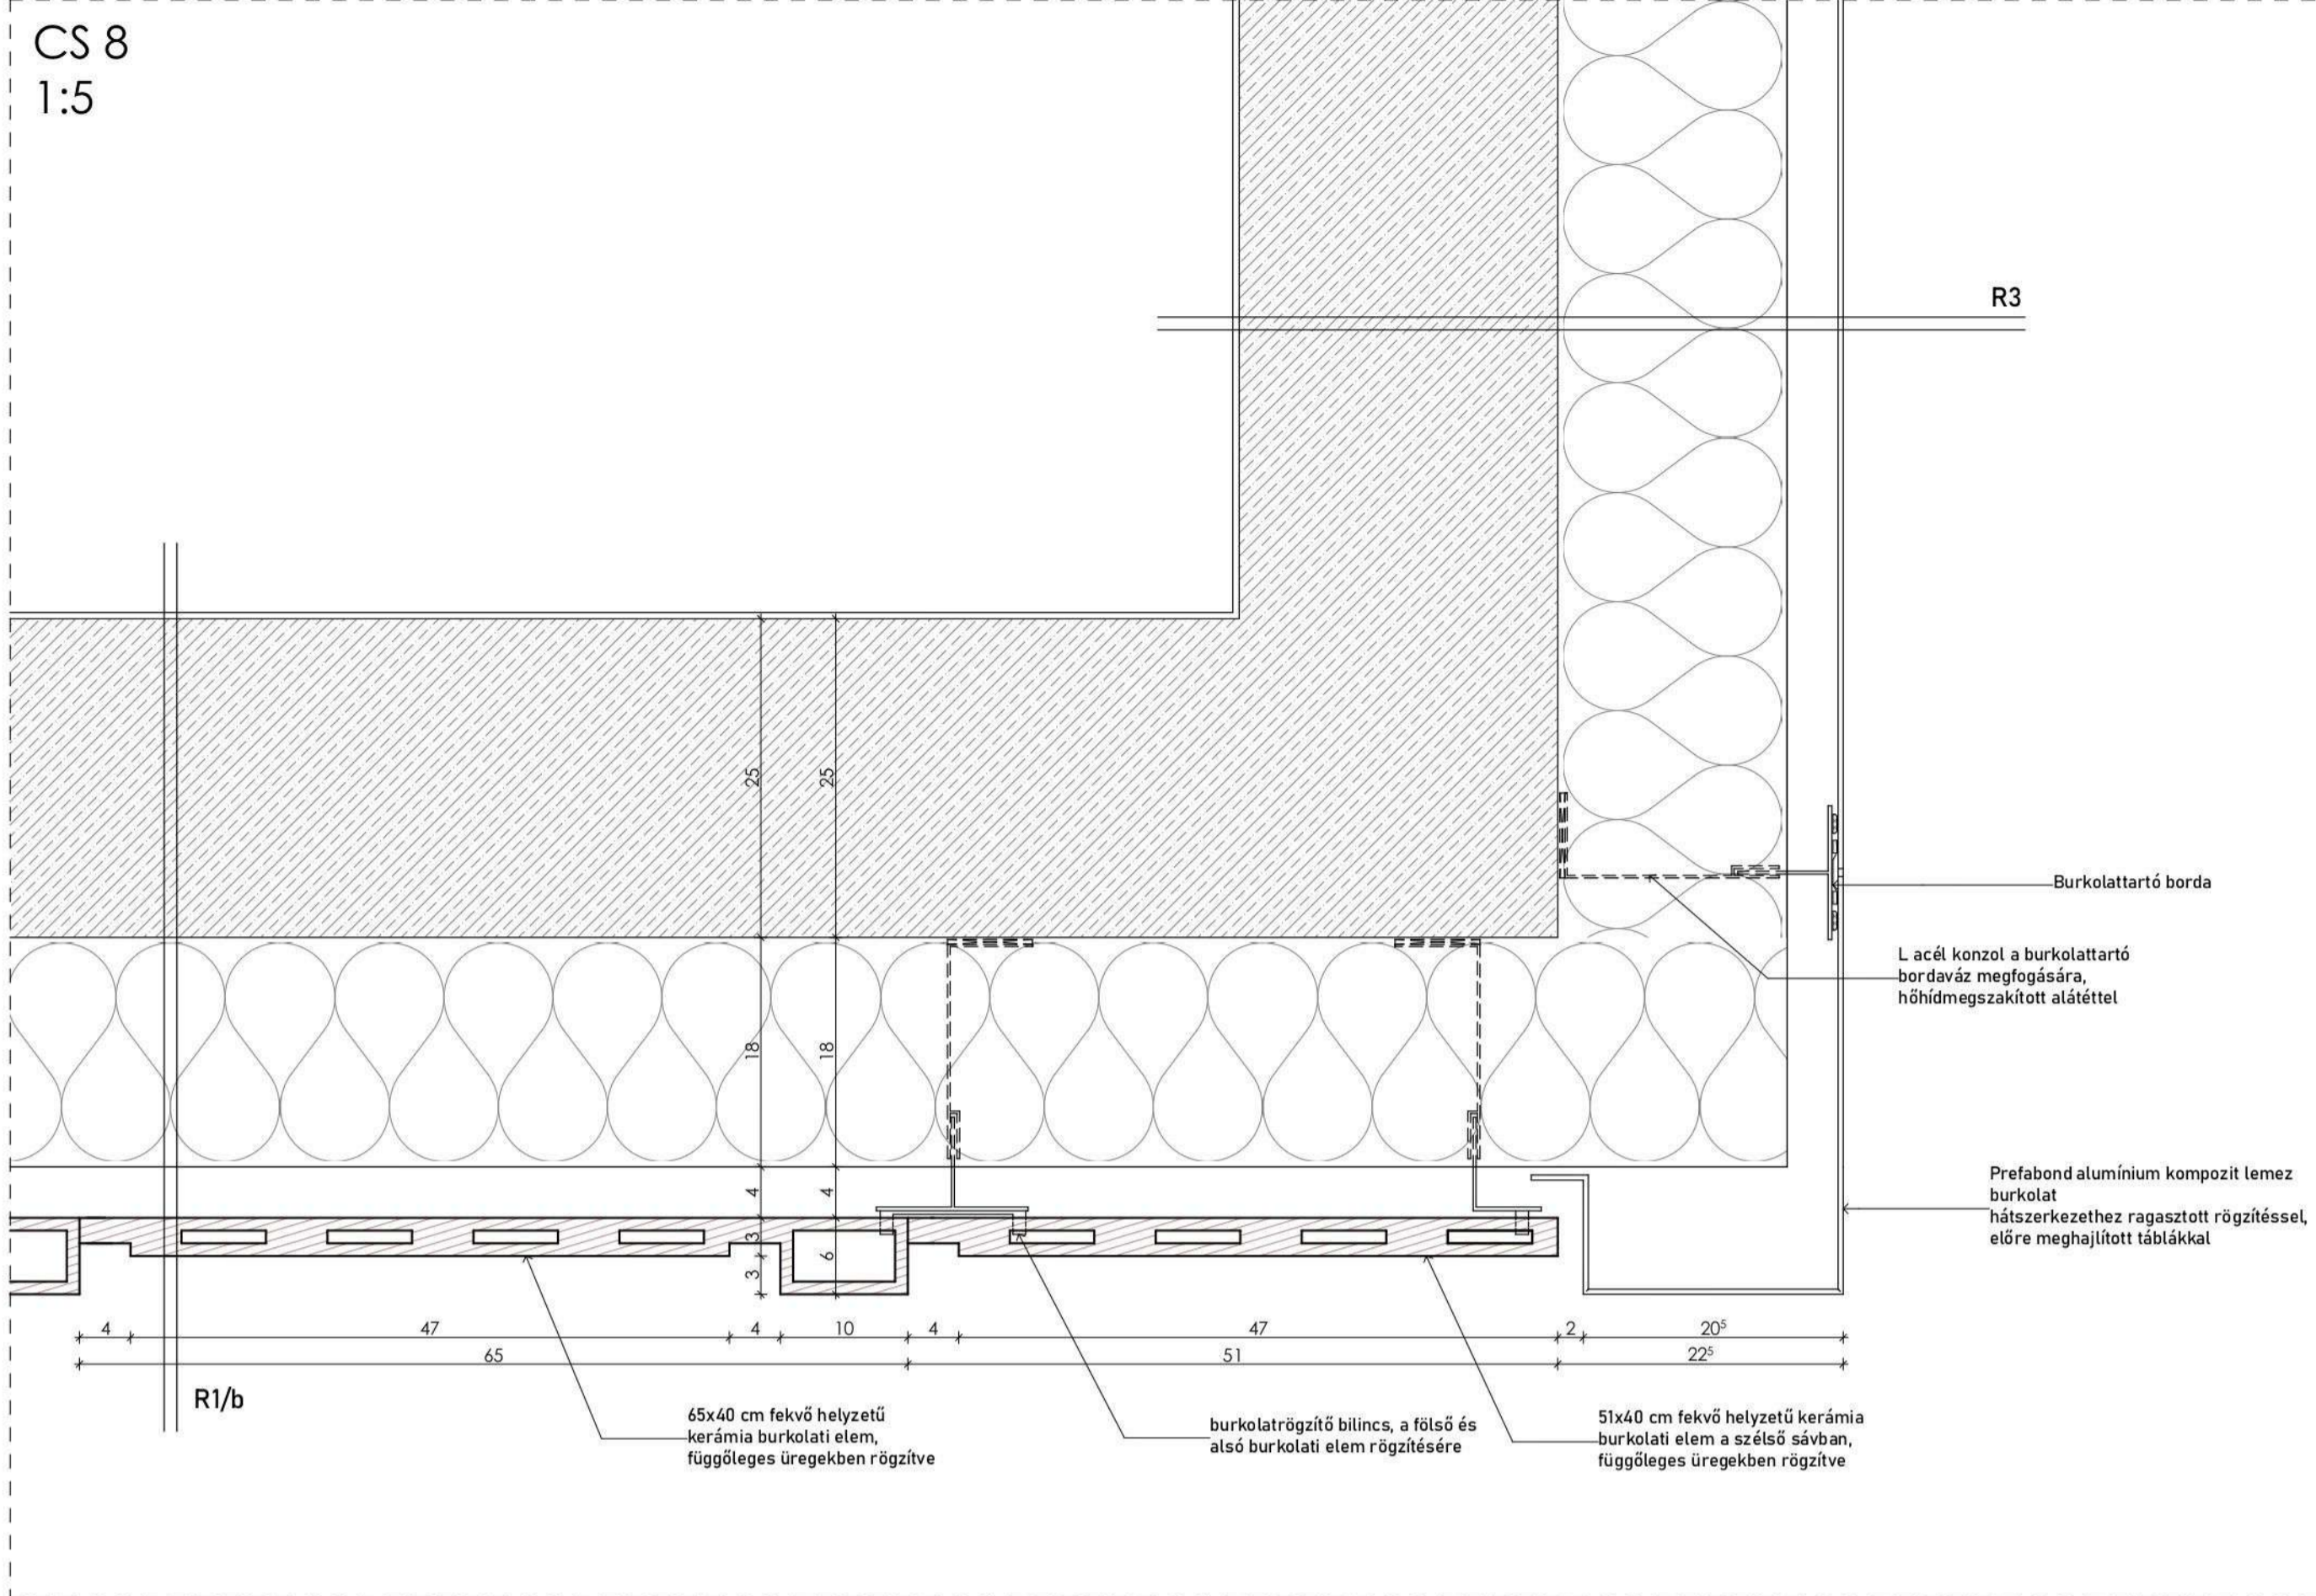 CS 8
1:5
R3
25
25
Burkolattartó borda
L acél konzol a burkolattartó
bordaváz megfogására,
hőhídmegszakított alátéttel
18
18
Prefabond alumínium kompozit lemez
burkolat
hátszerkezethez ragasztott rögzítéssel,
előre meghajlított táblákkal
4
4
3
6
3
4
47
4
10
4
47
2
20⁵
65
51
22⁵
R1/b
65x40 cm fekvő helyzetű
kerámia burkolati elem,
függőleges üregekben rögzítve
burkolatrögzítő bilincs, a fölső és
alsó burkolati elem rögzítésére
51x40 cm fekvő helyzetű kerámia
burkolati elem a szélső sávban,
függőleges üregekben rögzítve